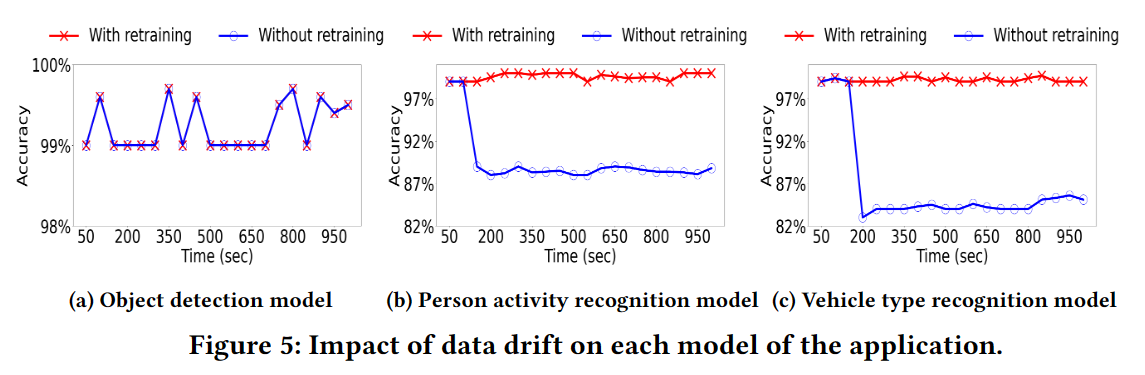 With retraining Without retraining With retraining Without retraining With retraining Without retraining
100%
99%
98%
Accuracy
50 200 350 500 650 800 950
Time (sec)
97%
92%
87%
82%
Accuracy
50 200 350 500 650 800 950
Time (sec)
97%
92%
87%
82%
Accuracy
50 200 350 500 650 800 950
Time (sec)
(a) Object detection model (b) Person activity recognition model (c) Vehicle type recognition model
Figure 5: Impact of data drift on each model of the application.